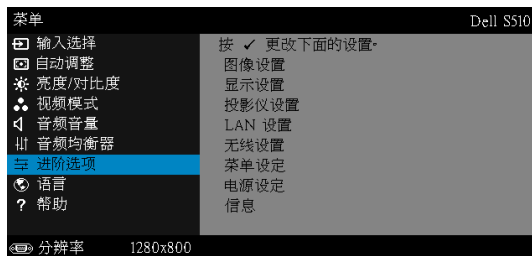 菜单 Dell S510
输入选择
自动调整
亮度/对比度
视频模式
音频音量
音频均衡器
进阶选项
语言
? 帮助
按 ✓ 更改下面的设置。
图像设置
显示设置
投影仪设置
LAN 设置
无线设置
菜单设定
电源设定
信息
分辨率 1280x800